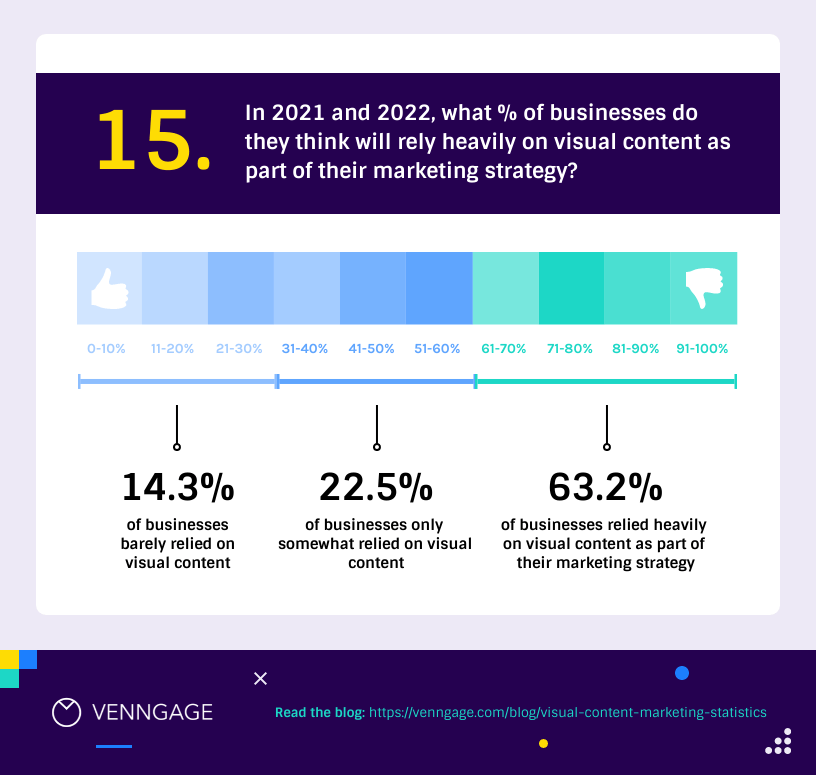 15.
In 2021 and 2022, what % of businesses do
they think will rely heavily on visual content as
part of their marketing strategy?
0-10% 11-20% 21-30% 31-40% 41-50% 51-60% 61-70% 71-80% 81-90% 91-100%
14.3%
of businesses
barely relied on
visual content
22.5%
of businesses only
somewhat relied on visual
content
63.2%
of businesses relied heavily
on visual content as part of
their marketing strategy
VENNGAGE
Read the blog: https://venngage.com/blog/visual-content-marketing-statistics